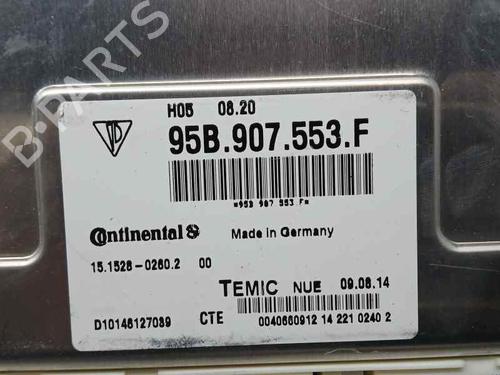 B-PARTS
H05 08.20
95B.907.553.F
*95B 907 553 F*
Continental
Made in Germany
15.1528-0260.2 00
TEMIC NUE 09.08.14
D10146127089 CTE 0040660912 14 221 0240 2